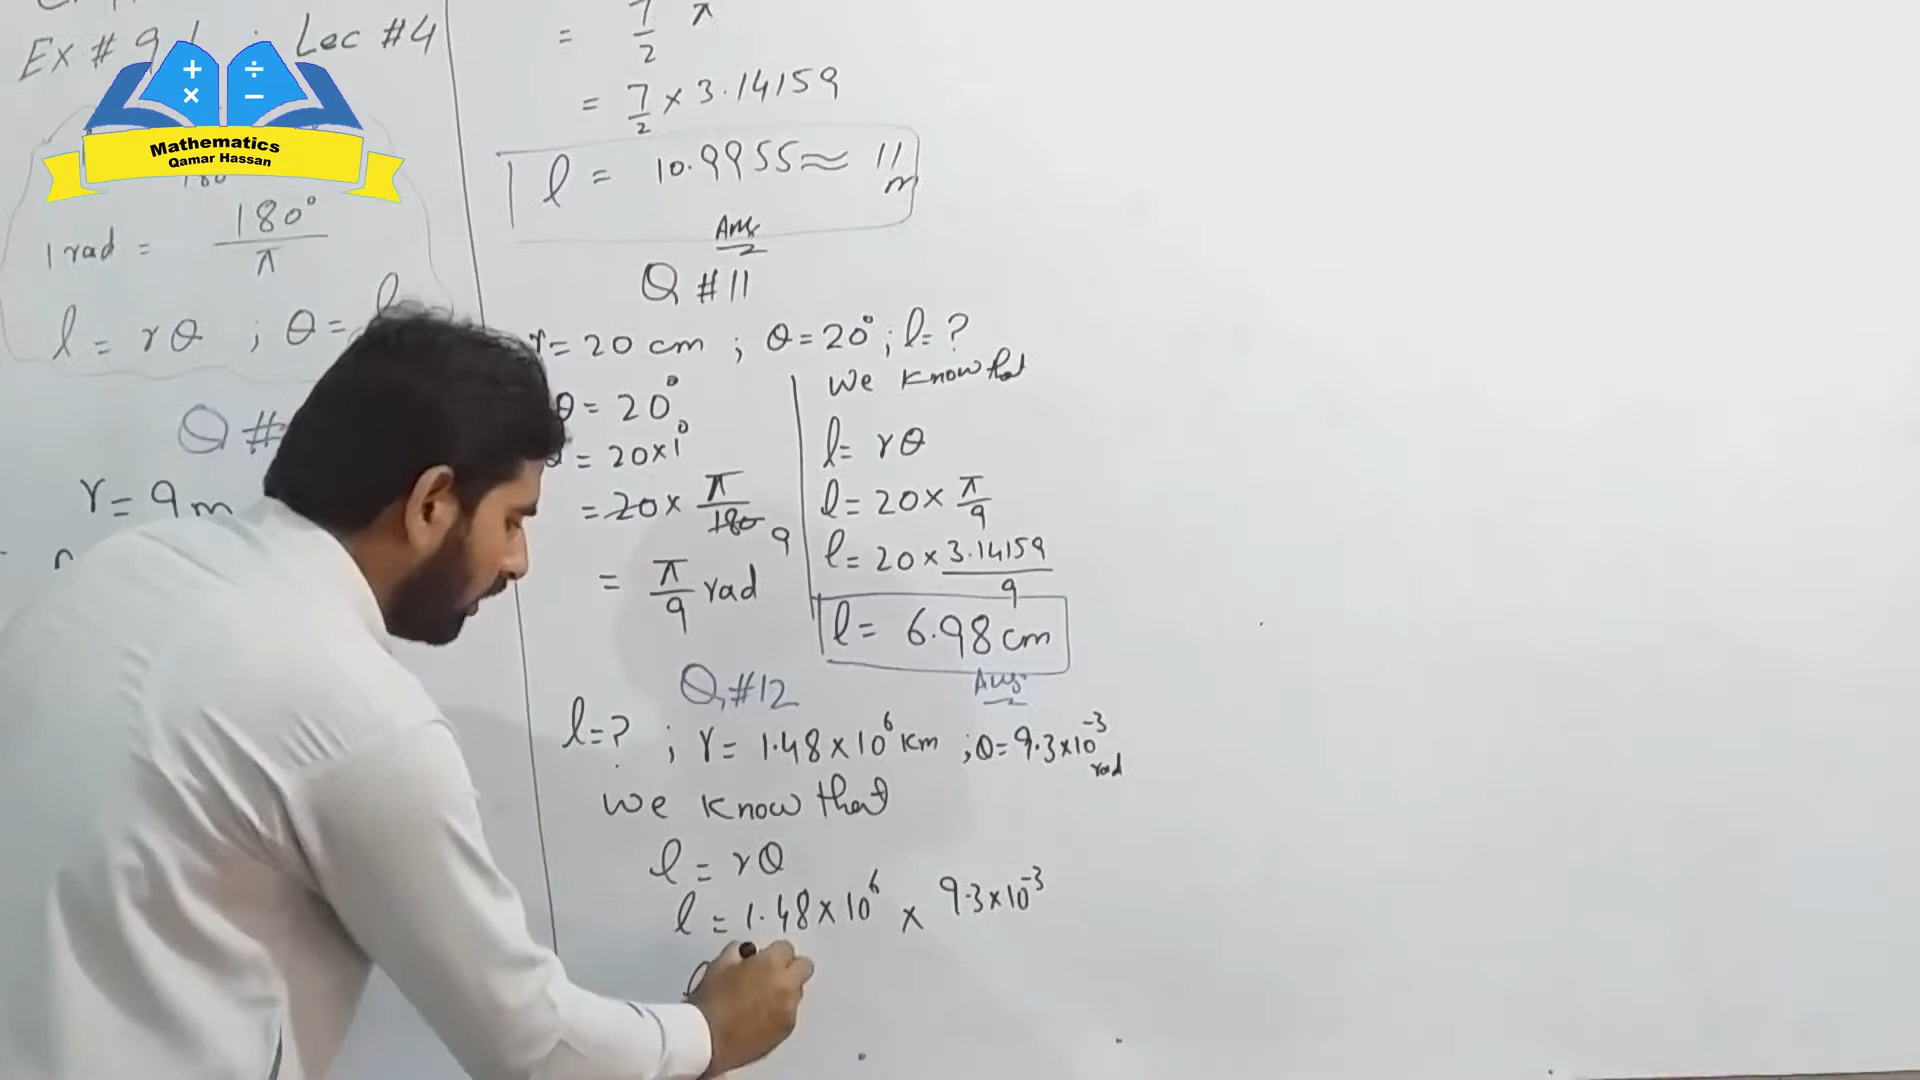 Ex # 9.1 : Lec #4
+ ÷
× −
Mathematics
Qamar Hassan
180
1 rad = 180° / π
l = rθ ; θ =
Q #
r = 9 m
= 7/2 π
= 7/2 × 3.14159
l = 10.9955 ≈ 11 m
Ans
Q #11
r = 20 cm ; θ = 20° ; l = ?
θ = 20°
θ = 20×1°
= 20 × π/180 9
= π/9 rad
We know that
l = rθ
l = 20 × π/9
l = 20 × 3.14159/9
l = 6.98 cm
Ans
Q #12
l = ? ; r = 1.48×10⁶ km ; θ = 9.3×10⁻³ rad
We know that
l = rθ
l = 1.48×10⁶ × 9.3×10⁻³
l